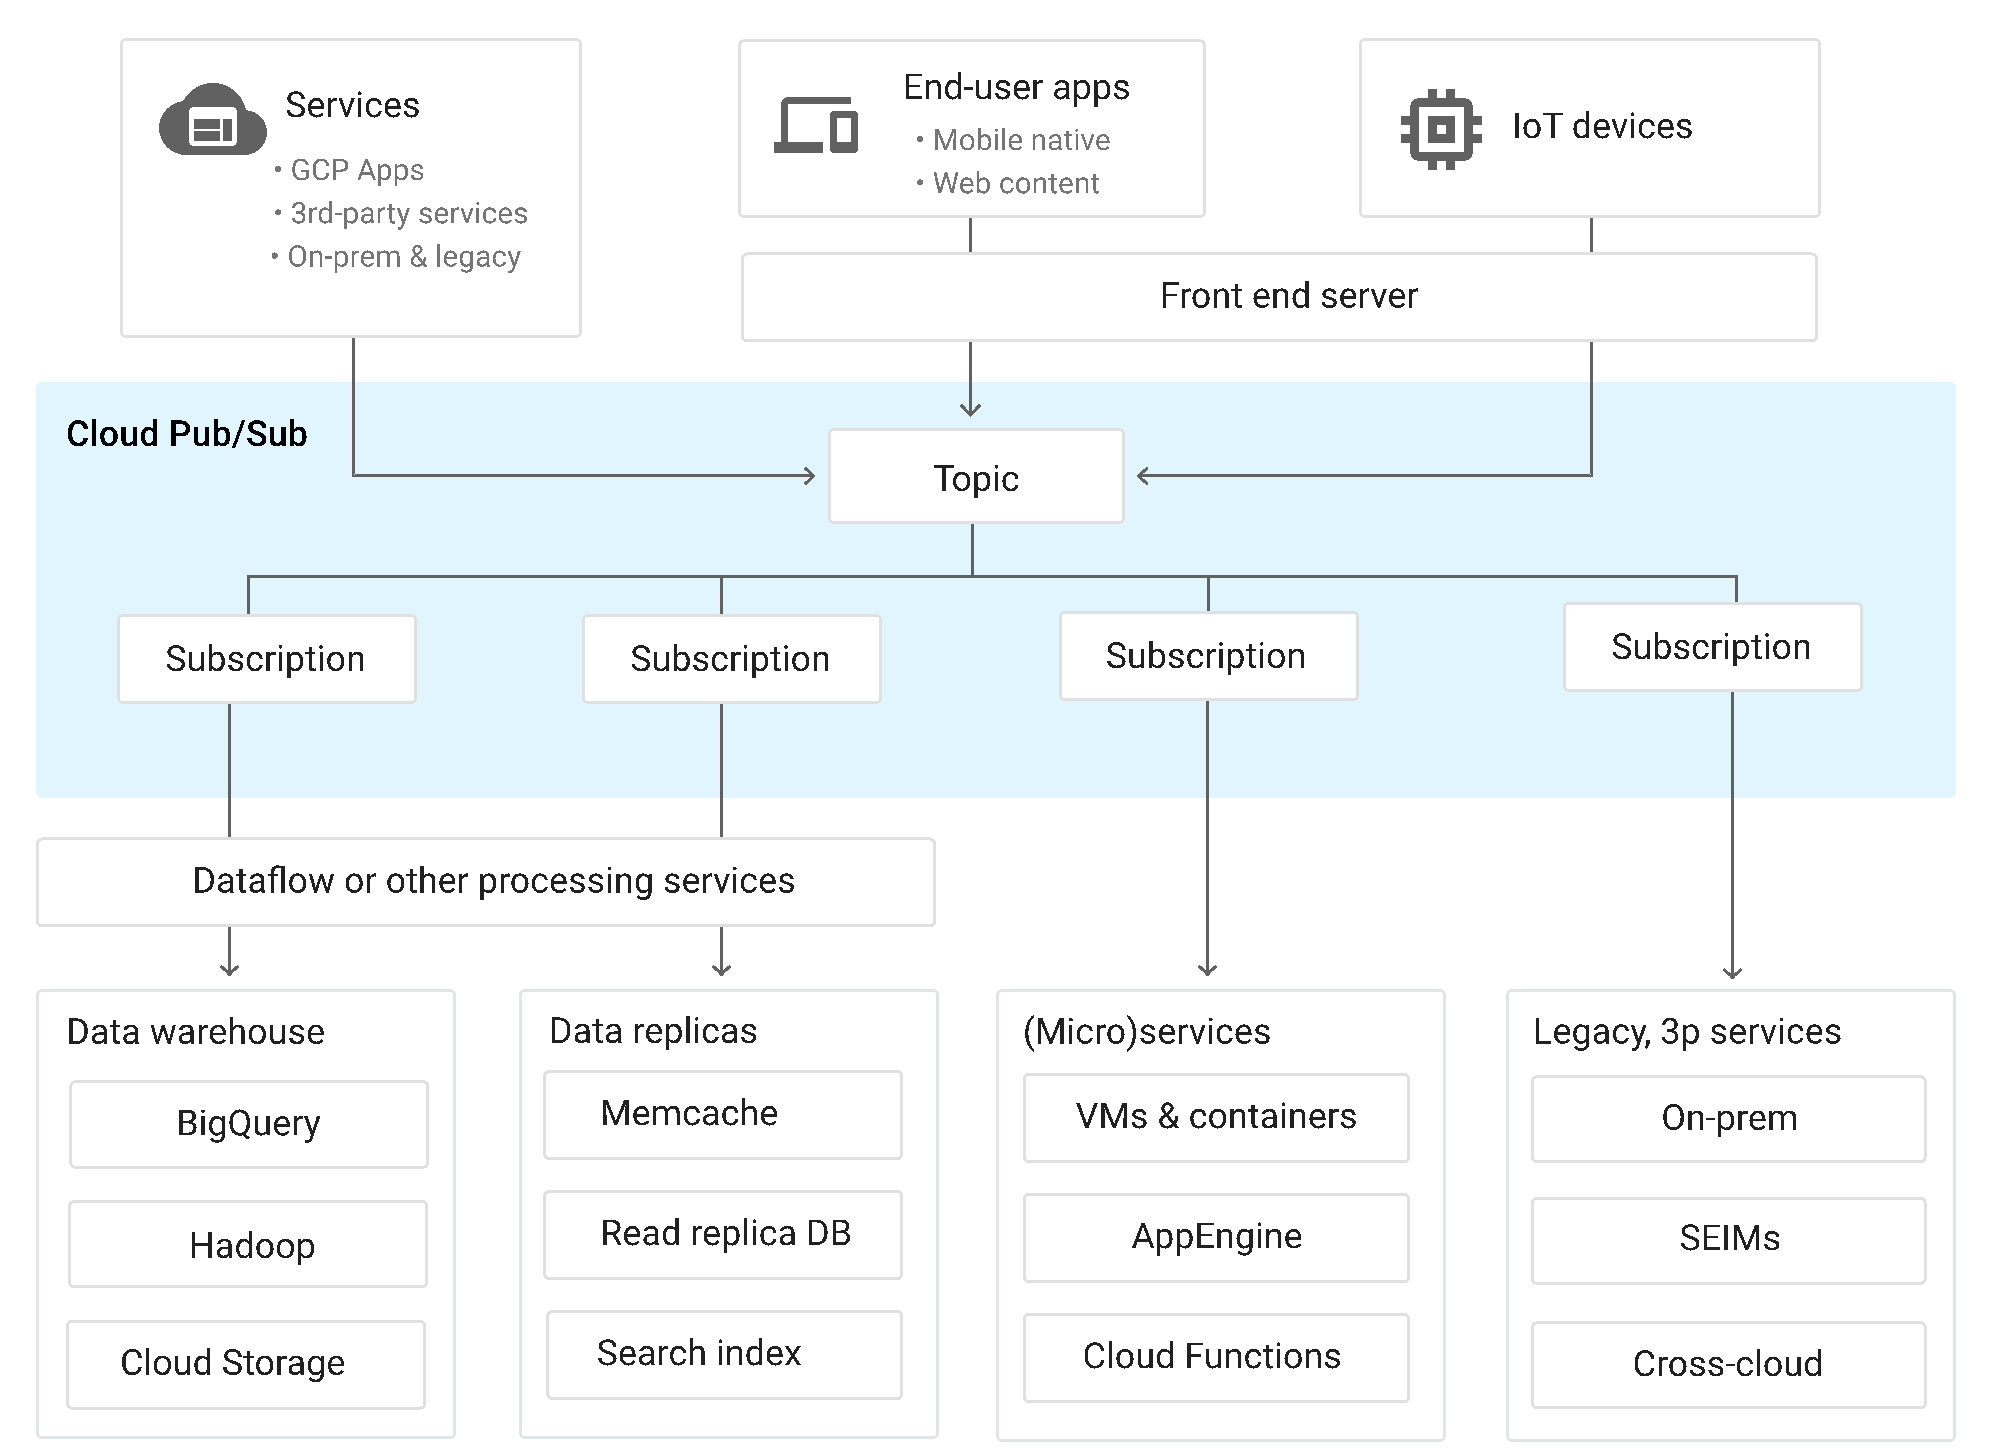 Services
• GCP Apps
• 3rd-party services
• On-prem & legacy
End-user apps
• Mobile native
• Web content
IoT devices
Front end server
Cloud Pub/Sub
Topic
Subscription
Subscription
Subscription
Subscription
Dataflow or other processing services
Data warehouse
BigQuery
Hadoop
Cloud Storage
Data replicas
Memcache
Read replica DB
Search index
(Micro)services
VMs & containers
AppEngine
Cloud Functions
Legacy, 3p services
On-prem
SEIMs
Cross-cloud